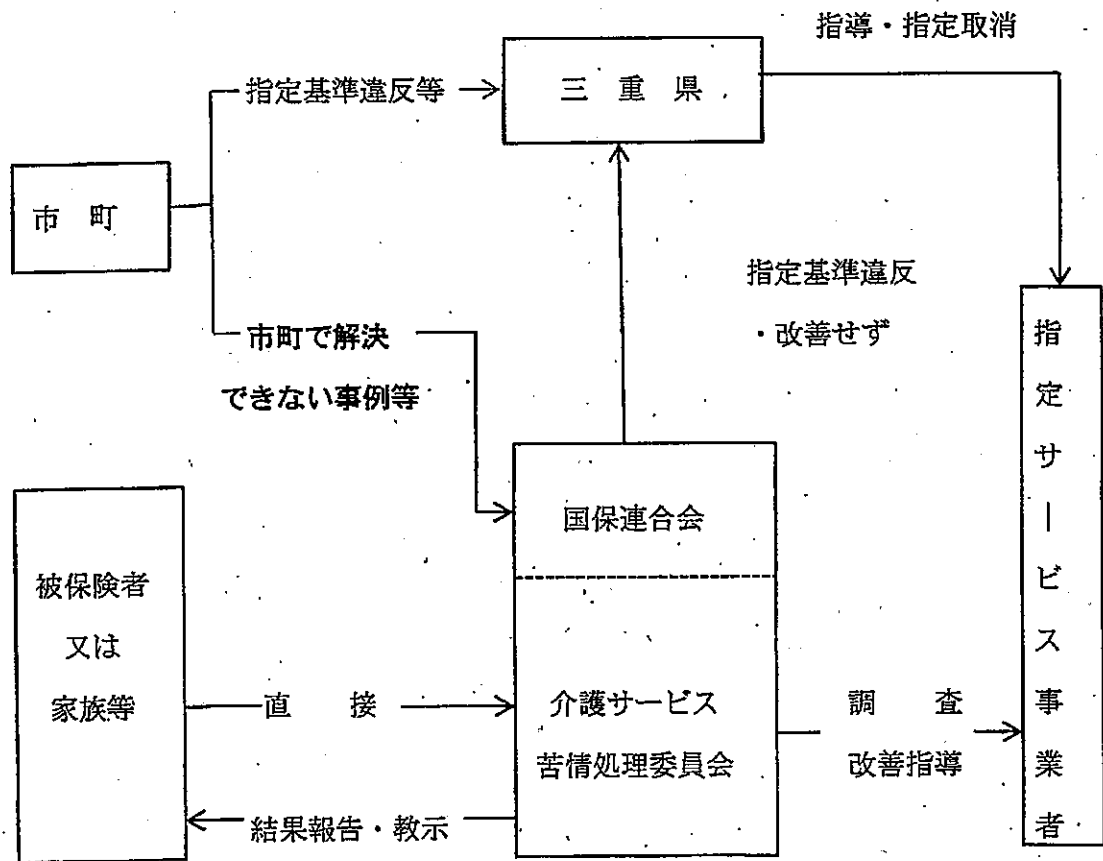 指導・指定取消
指定基準違反等
三重県
市町
指定基準違反
・改善せず
市町で解決
できない事例等
国保連合会
被保険者
又は
家族等
直接
介護サービス
苦情処理委員会
調査
改善指導
結果報告・教示
指定サービス事業者